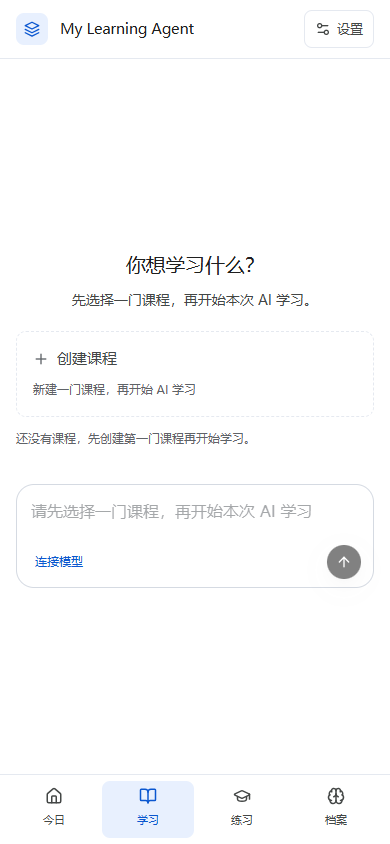 My Learning Agent
设置
你想学习什么？
先选择一门课程，再开始本次 AI 学习。
创建课程
新建一门课程，再开始 AI 学习
还没有课程，先创建第一门课程再开始学习。
请先选择一门课程，再开始本次 AI 学习
连接模型
今日
学习
练习
档案